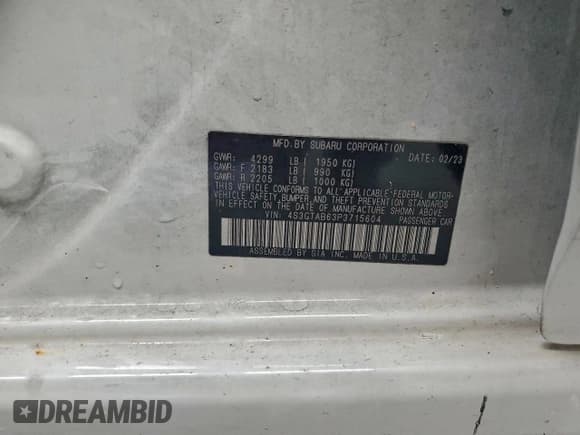 MFD.BY SUBARU CORPORATION
GVWR: 4299 LB( 1950 KG) DATE: 02/23
GAWR: F 2183 LB( 990 KG)
GAWR: R 2205 LB( 1000 KG)
THIS VEHICLE CONFORMS TO ALL APPLICABLE FEDERAL MOTOR-
VEHICLE SAFETY,BUMPER,AND THEFT PREVENTION STANDARDS
IN EFFECT ON THE DATE OF MANUFACTURE SHOWN ABOVE.
VIN: 4S3GTAB63P3715604 PASSENGER CAR
ASSEMBLED BY SIA INC. MADE IN U.S.A.
DREAMBID